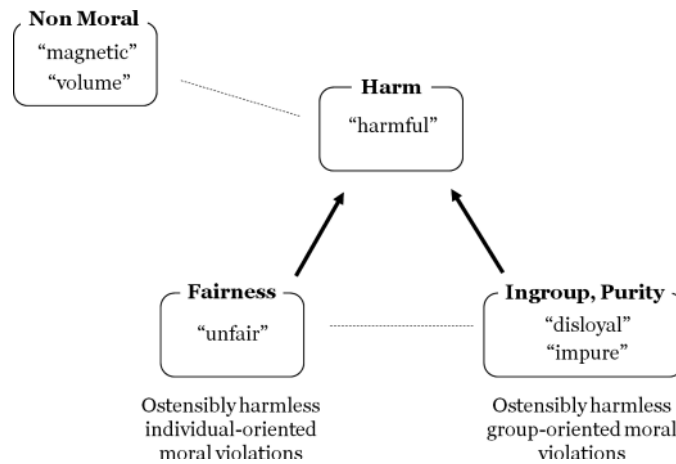 Non Moral
“magnetic”
“volume”
Harm
“harmful”
Fairness
“unfair”
Ingroup, Purity
“disloyal”
“impure”
Ostensibly harmless
individual-oriented
moral violations
Ostensibly harmless
group-oriented moral
violations